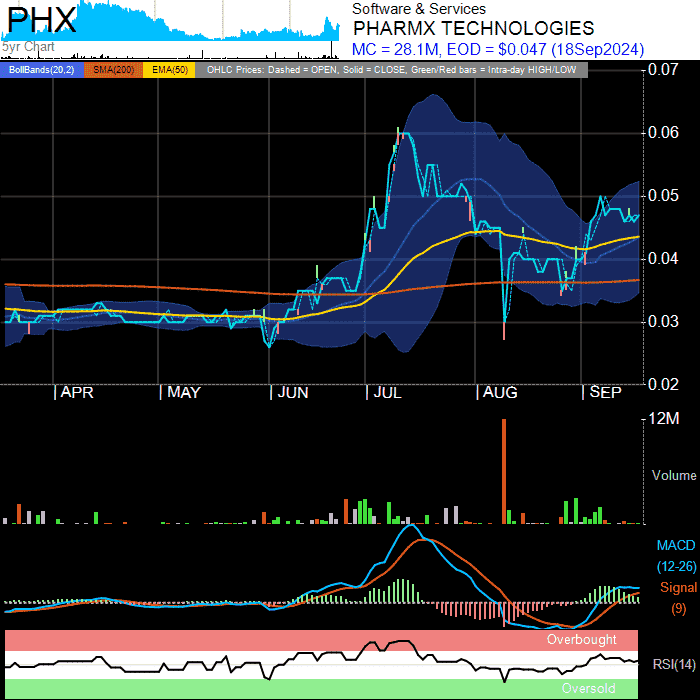 PHX
Software & Services
PHARMX TECHNOLOGIES
5yr Chart
MC = 28.1M, EOD = $0.047 (18Sep2024)
BollBands(20,2) SMA(200) EMA(50) OHLC Prices: Dashed = OPEN, Solid = CLOSE, Green/Red bars = Intra-day HIGH/LOW
0.07
0.06
0.05
0.04
0.03
0.02
APR MAY JUN JUL AUG SEP
12M
Volume
MACD
(12-26)
Signal
(9)
Overbought
RSI(14)
Oversold